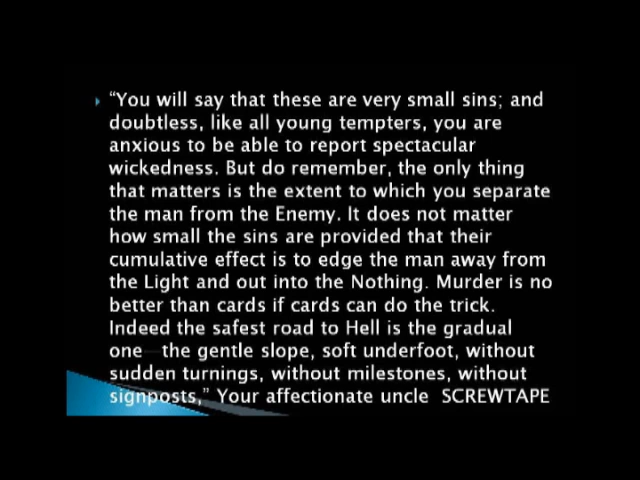 “You will say that these are very small sins; and
doubtless, like all young tempters, you are
anxious to be able to report spectacular
wickedness. But do remember, the only thing
that matters is the extent to which you separate
the man from the Enemy. It does not matter
how small the sins are provided that their
cumulative effect is to edge the man away from
the Light and out into the Nothing. Murder is no
better than cards if cards can do the trick.
Indeed the safest road to Hell is the gradual
one—the gentle slope, soft underfoot, without
sudden turnings, without milestones, without
signposts,” Your affectionate uncle SCREWTAPE